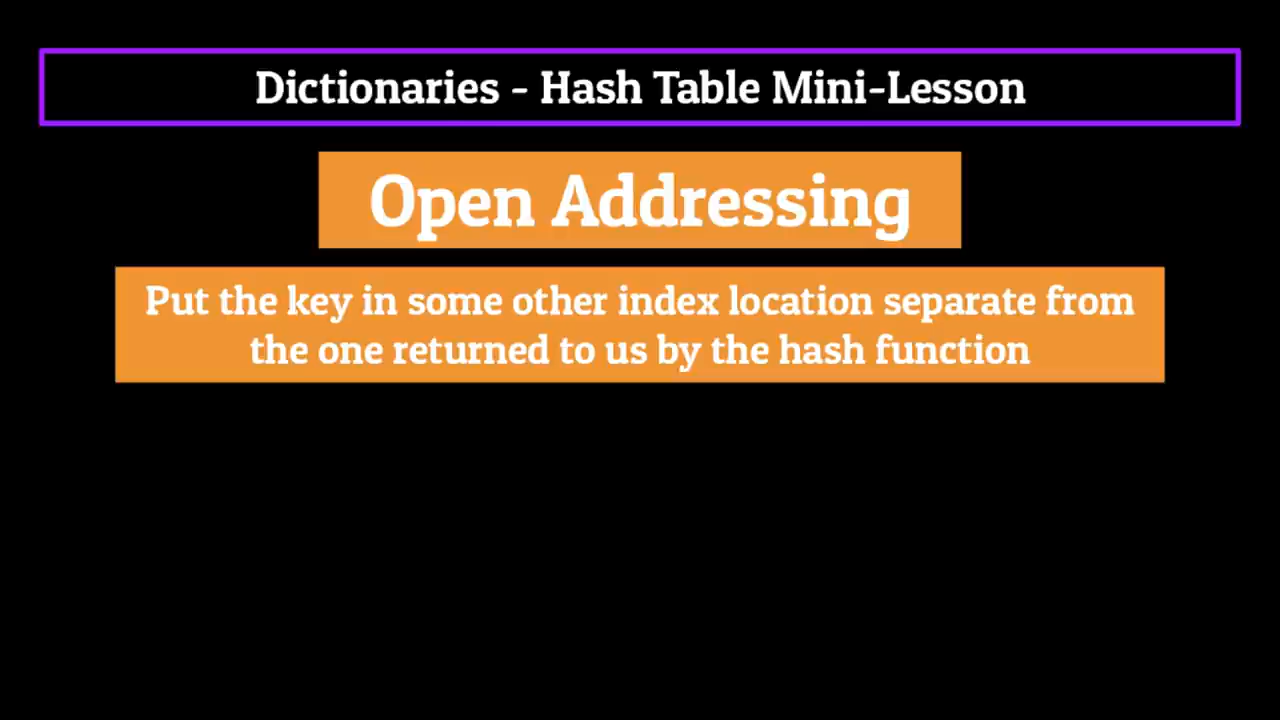 Dictionaries - Hash Table Mini-Lesson
Open Addressing
Put the key in some other index location separate from
the one returned to us by the hash function